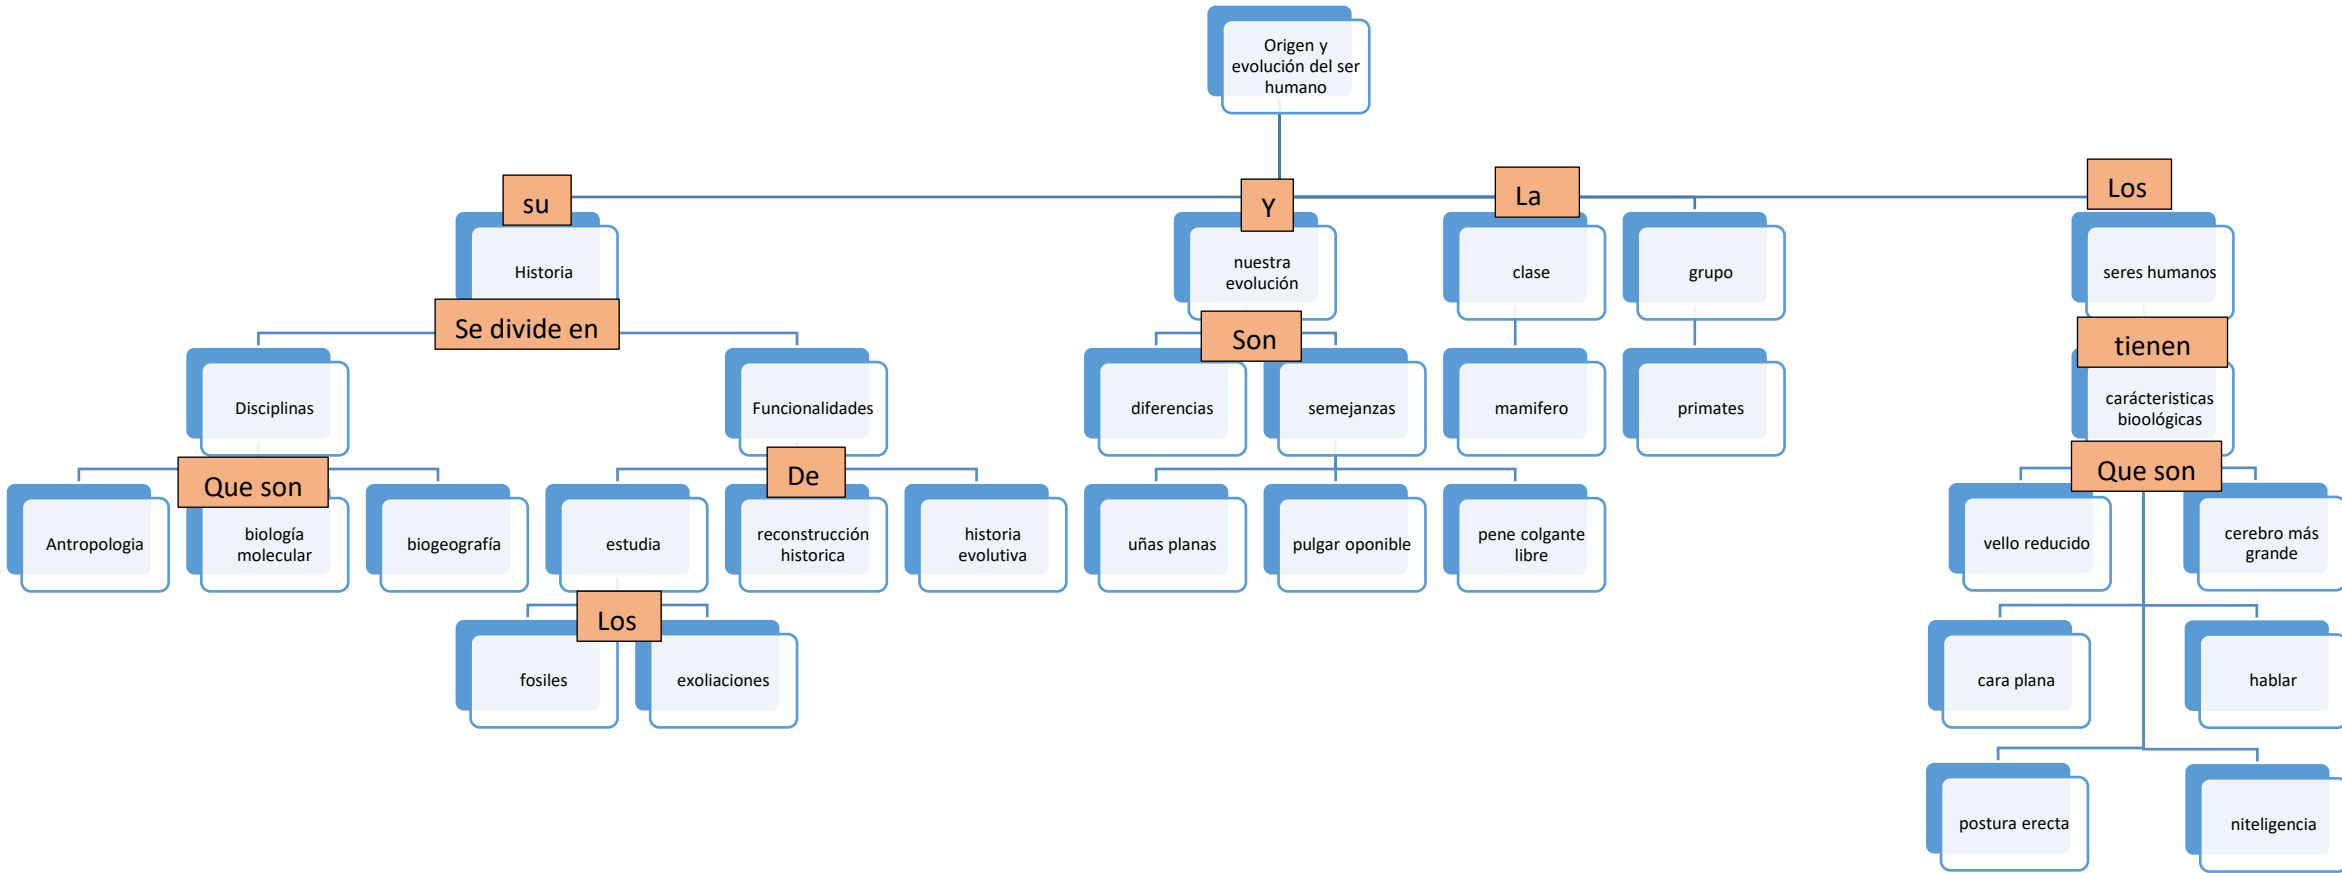 Origen y
evolución del ser
humano
su
Y
La
Los
Historia
nuestra
evolución
clase
grupo
seres humanos
Se divide en
Son
tienen
Disciplinas
Funcionalidades
diferencias
semejanzas
mamifero
primates
carácteristicas
bioológicas
Que son
De
Que son
Antropologia
biología
molecular
biogeografía
estudia
reconstrucción
historica
historia
evolutiva
uñas planas
pulgar oponible
pene colgante
libre
vello reducido
cerebro más
grande
Los
fosiles
exoliaciones
cara plana
hablar
postura erecta
niteligencia